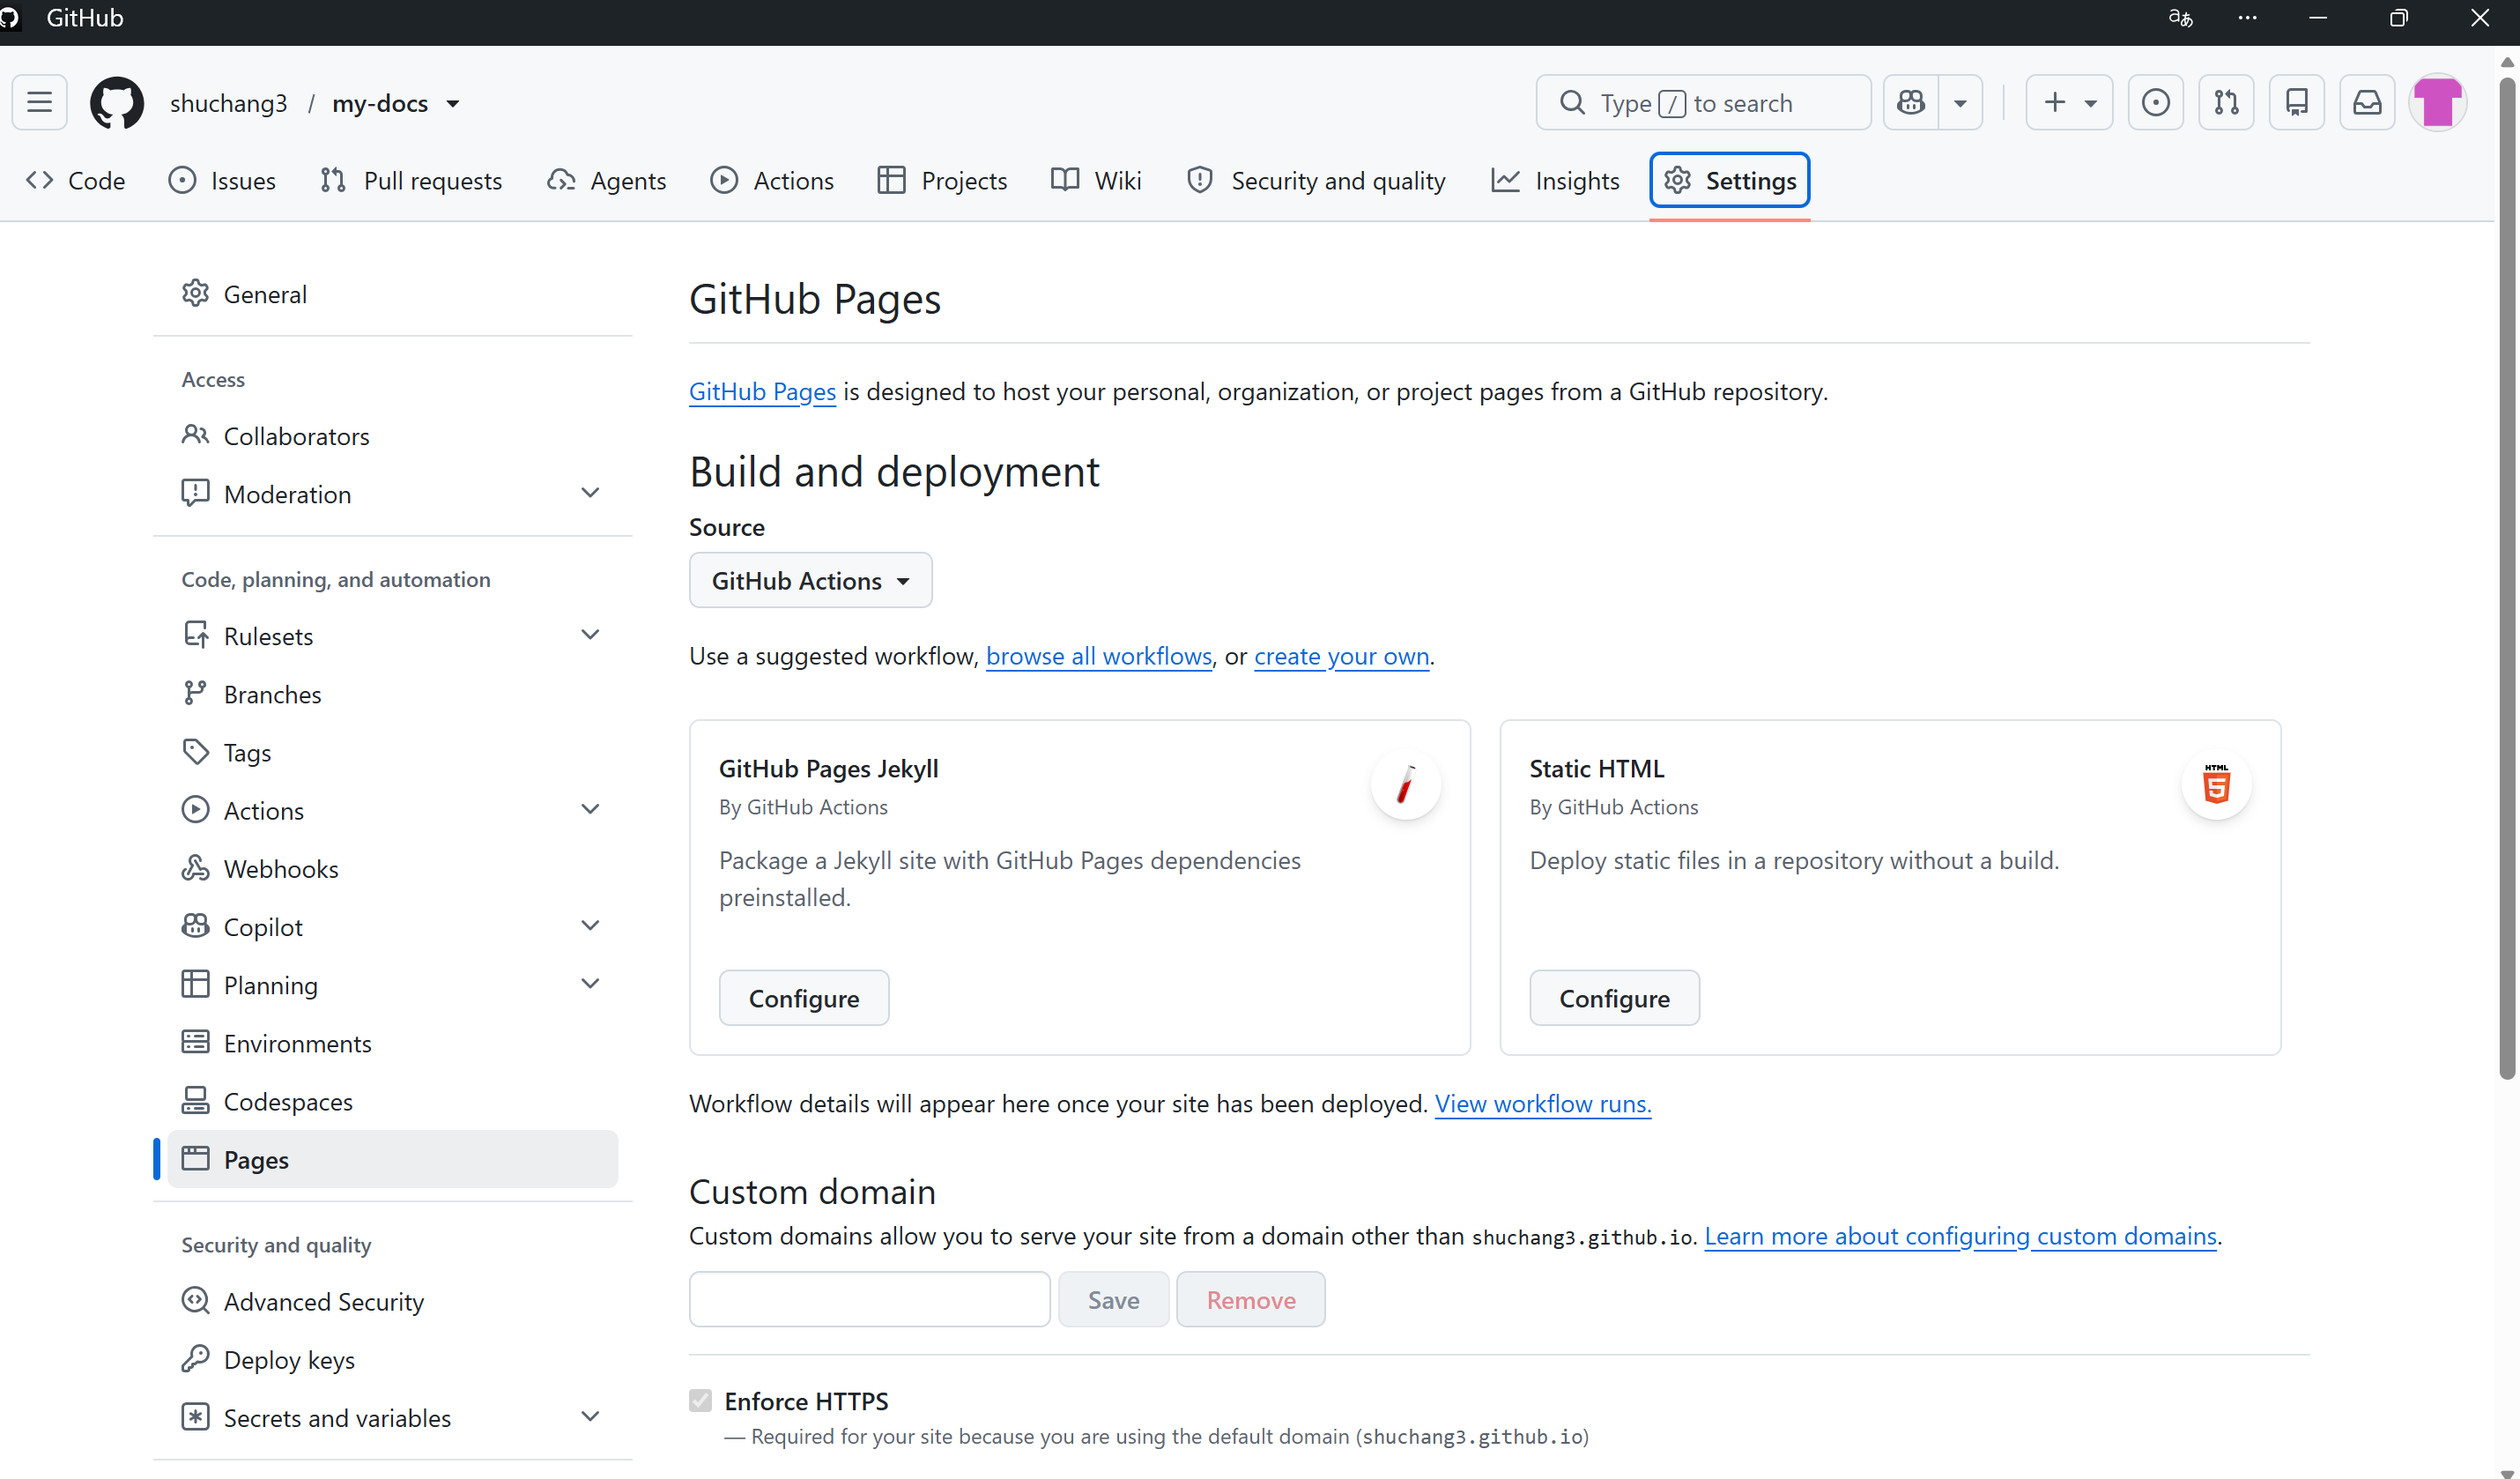 GitHub
shuchang3 / my-docs
Type / to search
Code
Issues
Pull requests
Agents
Actions
Projects
Wiki
Security and quality
Insights
Settings
General
Access
Collaborators
Moderation
Code, planning, and automation
Rulesets
Branches
Tags
Actions
Webhooks
Copilot
Planning
Environments
Codespaces
Pages
Security and quality
Advanced Security
Deploy keys
Secrets and variables
GitHub Pages
GitHub Pages is designed to host your personal, organization, or project pages from a GitHub repository.
Build and deployment
Source
GitHub Actions
Use a suggested workflow, browse all workflows, or create your own.
GitHub Pages Jekyll
By GitHub Actions
Package a Jekyll site with GitHub Pages dependencies
preinstalled.
Configure
Static HTML
By GitHub Actions
HTML
5
Deploy static files in a repository without a build.
Configure
Workflow details will appear here once your site has been deployed. View workflow runs.
Custom domain
Custom domains allow you to serve your site from a domain other than shuchang3.github.io. Learn more about configuring custom domains.
Save
Remove
Enforce HTTPS
— Required for your site because you are using the default domain (shuchang3.github.io)